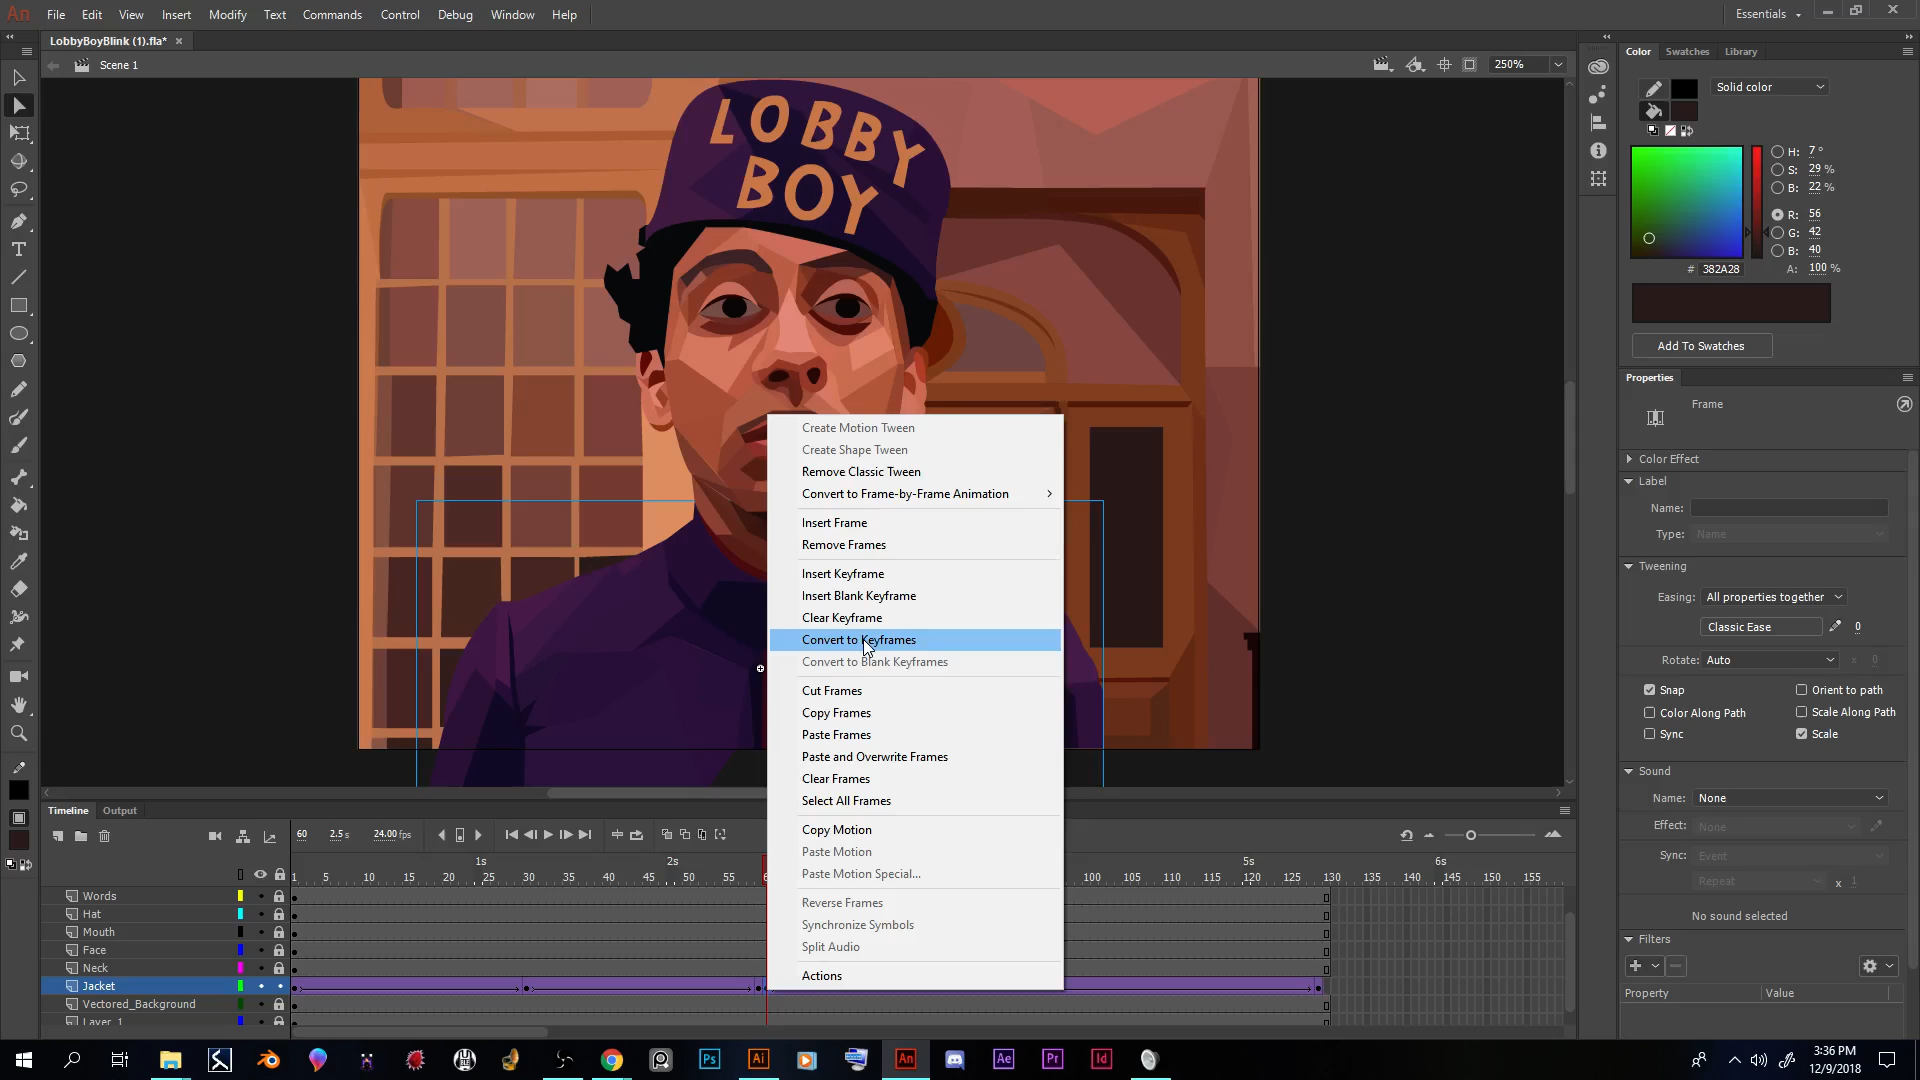 An File Edit View Insert Modify Text Commands Control Debug Window Help Essentials
LobbyBoyBlink (1).fla* ×
Scene 1 250%
LOBBY
BOY
Create Motion Tween
Create Shape Tween
Remove Classic Tween
Convert to Frame-by-Frame Animation
Insert Frame
Remove Frames
Insert Keyframe
Insert Blank Keyframe
Clear Keyframe
Convert to Keyframes
Convert to Blank Keyframes
Cut Frames
Copy Frames
Paste Frames
Paste and Overwrite Frames
Clear Frames
Select All Frames
Copy Motion
Paste Motion
Paste Motion Special...
Reverse Frames
Synchronize Symbols
Split Audio
Actions
Color Swatches Library
Solid color
H: 7 °
S: 29 %
B: 22 %
R: 56
G: 42
B: 40
# 382A28 A: 100 %
Add To Swatches
Properties
Frame
Color Effect
Label
Name:
Type: Name
Tweening
Easing: All properties together
Classic Ease 0
Rotate: Auto x 0
Snap Orient to path
Color Along Path Scale Along Path
Sync Scale
Sound
Name: None
Effect: None
Sync: Event
Repeat x 1
No sound selected
Filters
Property Value
Timeline Output
60 2.5s 24.00 fps
1s 2s 5s 6s
1 5 10 15 20 25 30 35 40 45 50 55 100 105 110 115 120 125 130 135 140 145 150 155
Words
Hat
Mouth
Face
Neck
Jacket
Vectored_Background
Layer_1
Ps Ai An Ae Pr Id
3:36 PM
12/9/2018